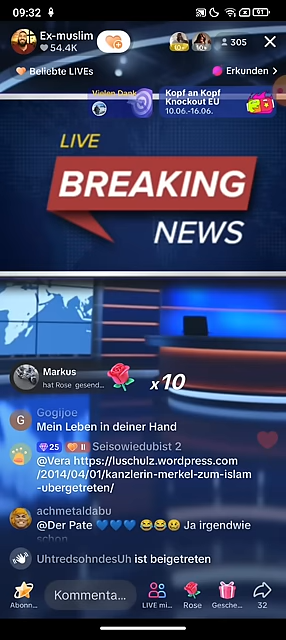 09:32
91
Ex-muslim
54.4K
305
Beliebte LIVEs
Erkunden >
Vielen Dank
Kopf an Kopf
Knockout EU
10.06.-16.06.
LIVE
BREAKING
NEWS
Markus
hat Rose gesend...
x10
G
Gogijoe
Mein Leben in deiner Hand
25
II
Seisowiedubist 2
@Vera https://luschulz.wordpress.com
/2014/04/01/kanzlerin-merkel-zum-islam
-ubergetreten/
achmetaldabu
@Der Pate 💙💙💙 😂😂😂 Ja irgendwie
schon
UhtredsohndesUh ist beigetreten
Kommenta...
Abonn...
LIVE mi...
Rose
Gesche...
32